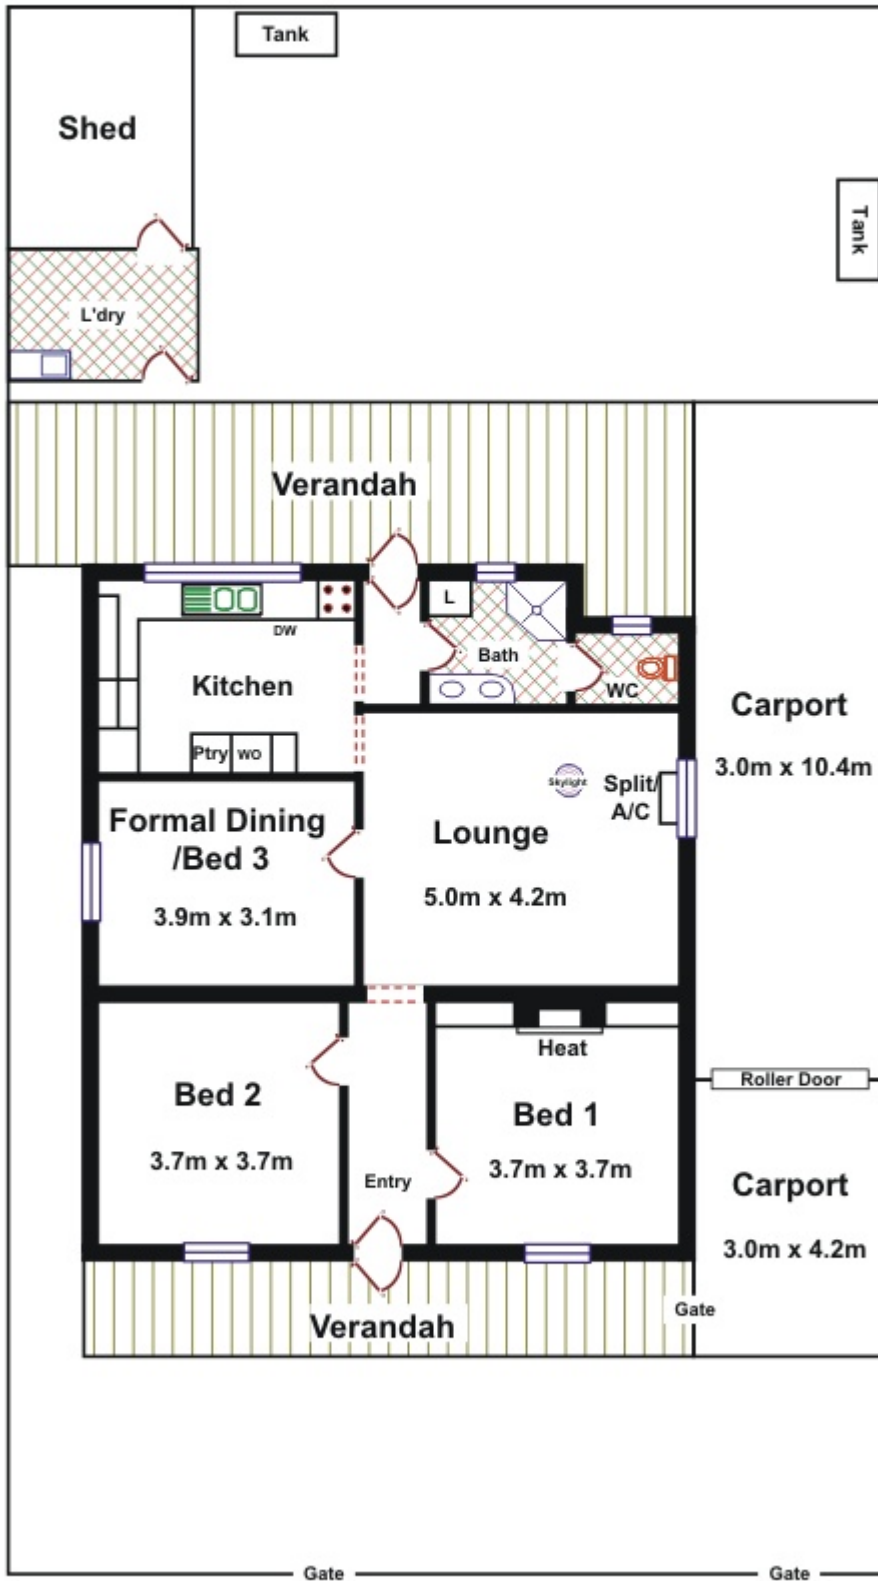 Tank
Shed
Tank
L'dry
Verandah
L
DW
Bath
Kitchen
WC
Carport
3.0m x 10.4m
Ptry
WO
Skylight
Split/
A/C
Formal Dining
/Bed 3
3.9m x 3.1m
Lounge
5.0m x 4.2m
Heat
Roller Door
Bed 2
3.7m x 3.7m
Bed 1
3.7m x 3.7m
Entry
Carport
3.0m x 4.2m
Gate
Verandah
Gate
Gate